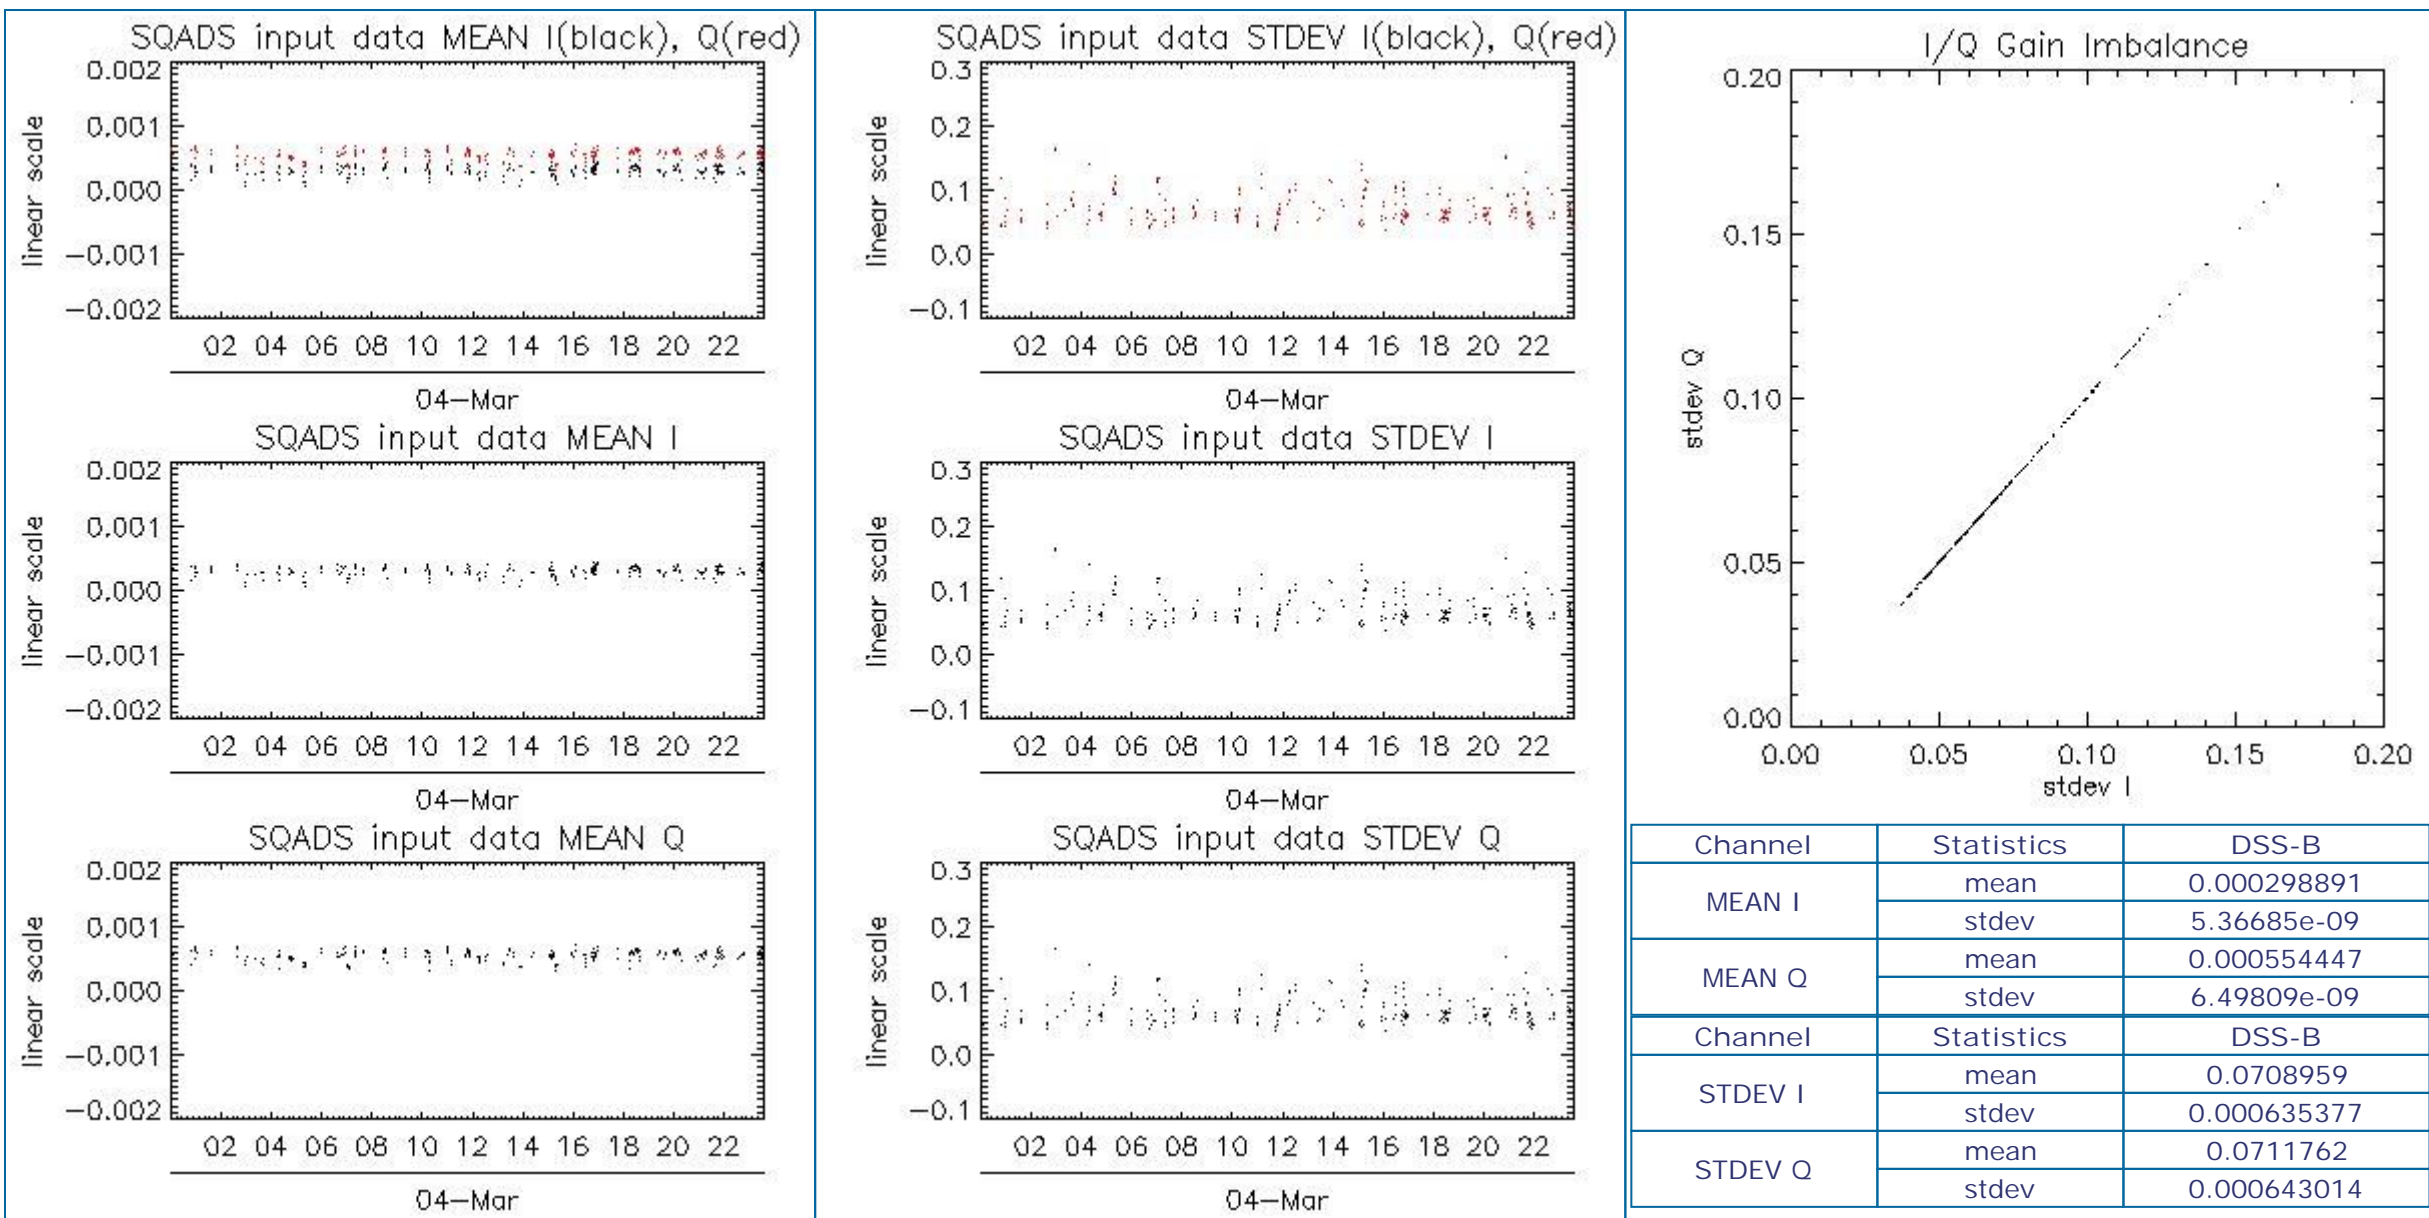 SQADS input data MEAN I(black), Q(red)
linear scale
0.002
0.001
0.000
−0.001
−0.002
02 04 06 08 10 12 14 16 18 20 22
04−Mar
SQADS input data MEAN I
linear scale
0.002
0.001
0.000
−0.001
−0.002
02 04 06 08 10 12 14 16 18 20 22
04−Mar
SQADS input data MEAN Q
linear scale
0.002
0.001
0.000
−0.001
−0.002
02 04 06 08 10 12 14 16 18 20 22
04−Mar
SQADS input data STDEV I(black), Q(red)
linear scale
0.3
0.2
0.1
0.0
−0.1
02 04 06 08 10 12 14 16 18 20 22
04−Mar
SQADS input data STDEV I
linear scale
0.3
0.2
0.1
0.0
−0.1
02 04 06 08 10 12 14 16 18 20 22
04−Mar
SQADS input data STDEV Q
linear scale
0.3
0.2
0.1
0.0
−0.1
02 04 06 08 10 12 14 16 18 20 22
04−Mar
I/Q Gain Imbalance
stdev Q
0.20
0.15
0.10
0.05
0.00
0.00 0.05 0.10 0.15 0.20
stdev I
Channel Statistics DSS-B
MEAN I mean 0.000298891
stdev 5.36685e-09
MEAN Q mean 0.000554447
stdev 6.49809e-09
Channel Statistics DSS-B
STDEV I mean 0.0708959
stdev 0.000635377
STDEV Q mean 0.0711762
stdev 0.000643014